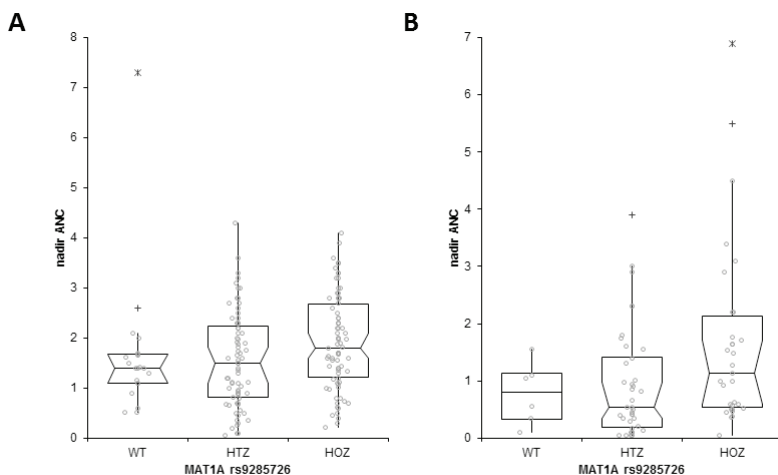 A
B
8
7
6
5
4
3
2
1
0
nadir ANC
WT
HTZ
HOZ
MAT1A rs9285726
7
6
5
4
3
2
1
0
nadir ANC
WT
HTZ
HOZ
MAT1A rs9285726